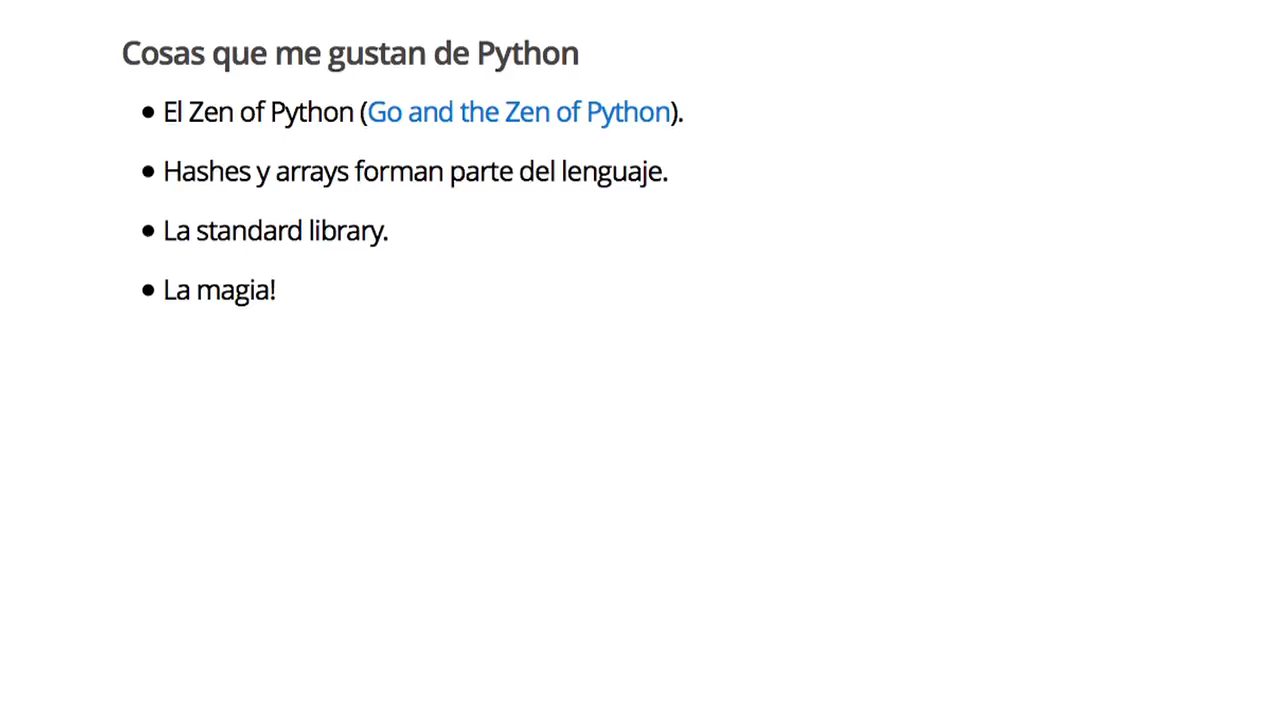 Cosas que me gustan de Python
• El Zen of Python (Go and the Zen of Python).
• Hashes y arrays forman parte del lenguaje.
• La standard library.
• La magia!